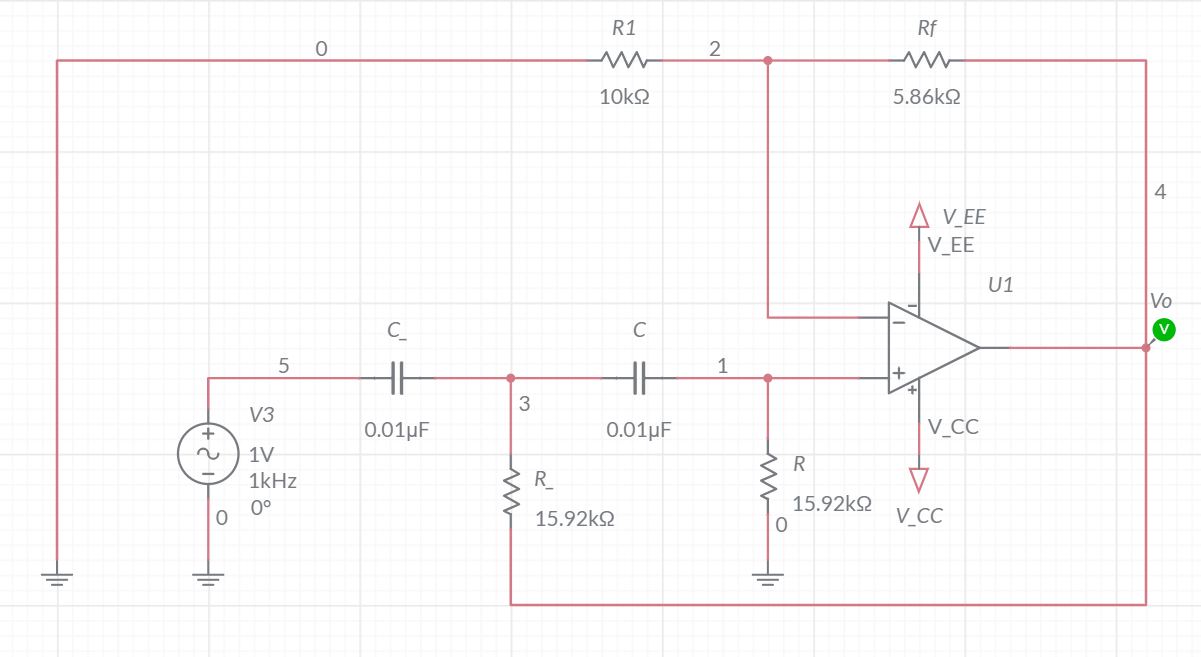 R1
Rf
0
2
10kΩ
5.86kΩ
4
V_EE
V_EE
U1
Vo
V
C_
C
5
1
3
V3
0.01µF
0.01µF
V_CC
1V
1kHz
0°
R_
R
15.92kΩ
15.92kΩ
V_CC
0
0